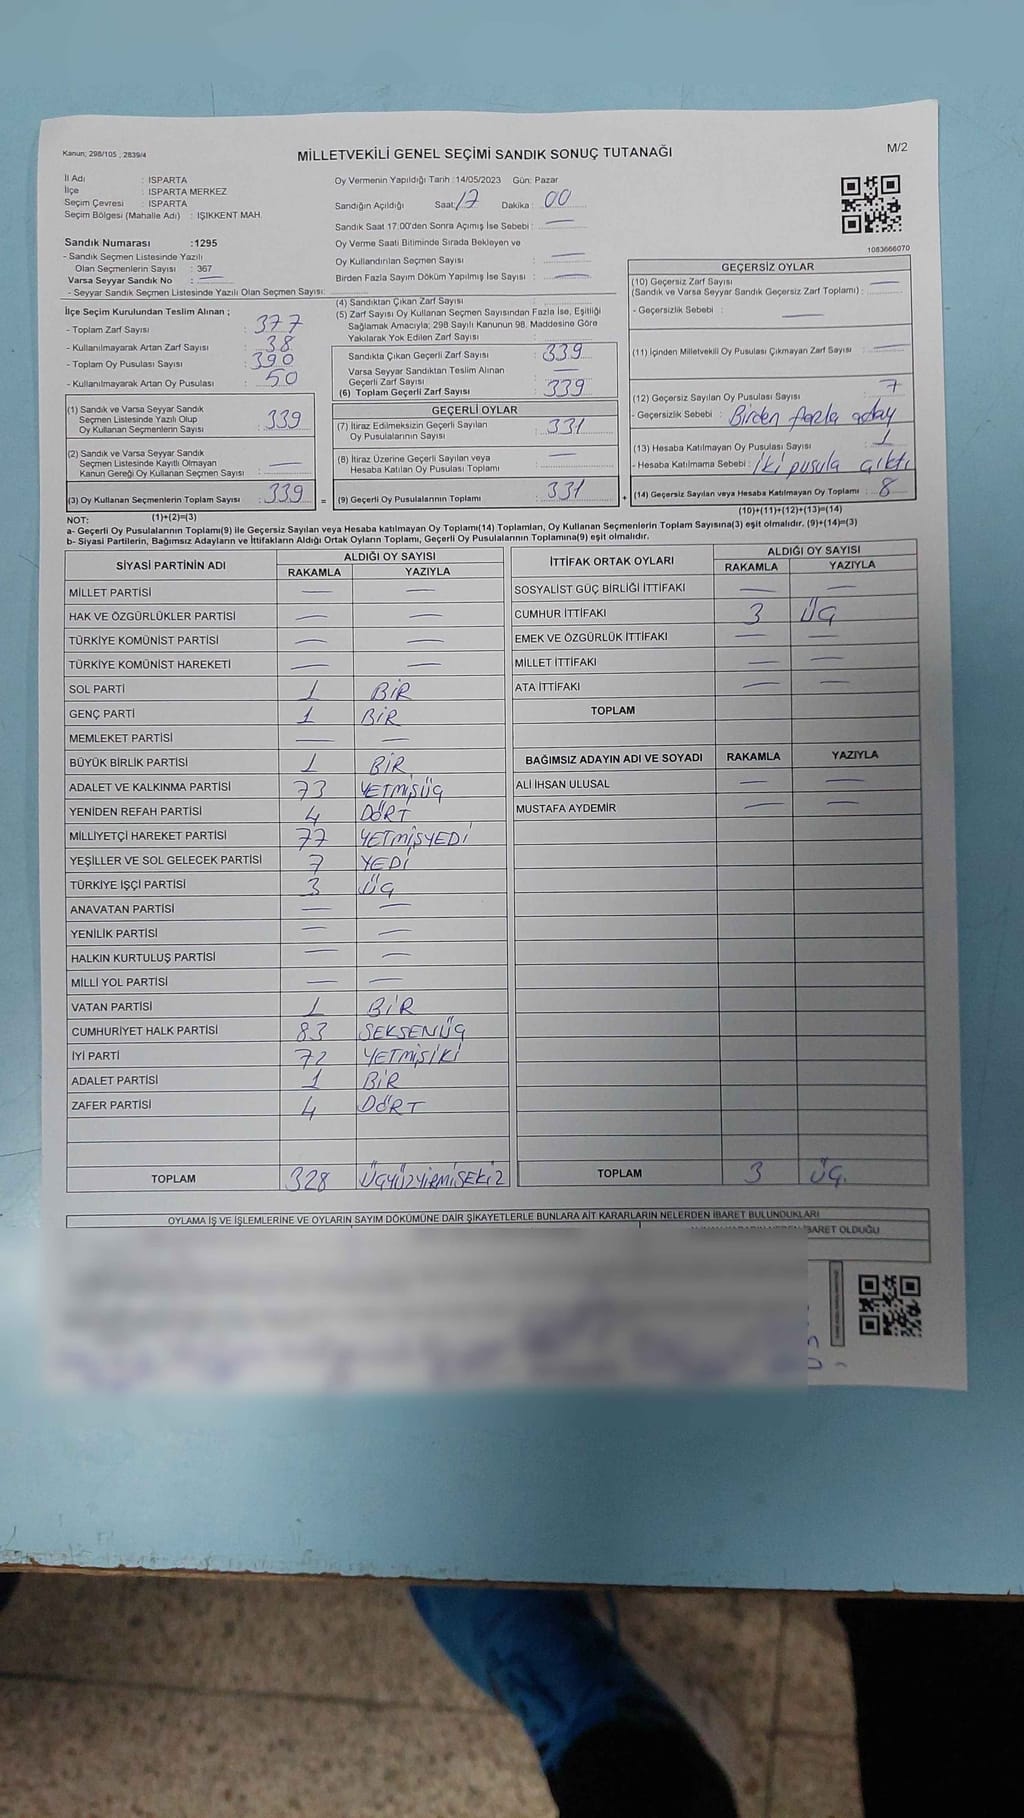 Kanun; 298/105 , 2839/4
MİLLETVEKİLİ GENEL SEÇİMİ SANDIK SONUÇ TUTANAĞI
M/2
İl Adı : ISPARTA
İlçe : ISPARTA MERKEZ
Seçim Çevresi : ISPARTA
Seçim Bölgesi (Mahalle Adı) : IŞIKKENT MAH.
Sandık Numarası :1295
- Sandık Seçmen Listesinde Yazılı
Olan Seçmenlerin Sayısı : 367
Varsa Seyyar Sandık No : —
- Seyyar Sandık Seçmen Listesinde Yazılı Olan Seçmen Sayısı:
Oy Vermenin Yapıldığı Tarih :14/05/2023 Gün: Pazar
Sandığın Açıldığı Saat: 17 Dakika : 00
Sandık Saat 17:00'den Sonra Açımış İse Sebebi : —
Oy Verme Saati Bitiminde Sırada Bekleyen ve
Oy Kullandırılan Seçmen Sayısı : —
Birden Fazla Sayım Döküm Yapılmış İse Sayısı : —
1083666070
İlçe Seçim Kurulundan Teslim Alınan ;
- Toplam Zarf Sayısı : 377
- Kullanılmayarak Artan Zarf Sayısı : 38
- Toplam Oy Pusulası Sayısı : 390
- Kullanılmayarak Artan Oy Pusulası : 50
(1) Sandık ve Varsa Seyyar Sandık
Seçmen Listesinde Yazılı Olup
Oy Kullanan Seçmenlerin Sayısı : 339
(2) Sandık ve Varsa Seyyar Sandık
Seçmen Listesinde Kayıtlı Olmayan
Kanun Gereği Oy Kullanan Seçmen Sayısı : —
(3) Oy Kullanan Seçmenlerin Toplam Sayısı : 339 =
(1)+(2)=(3)
(4) Sandıktan Çıkan Zarf Sayısı :
(5) Zarf Sayısı Oy Kullanan Seçmen Sayısından Fazla İse, Eşitliği
Sağlamak Amacıyla; 298 Sayılı Kanunun 98. Maddesine Göre
Yakılarak Yok Edilen Zarf Sayısı :
Sandıkta Çıkan Geçerli Zarf Sayısı : 339
Varsa Seyyar Sandıktan Teslim Alınan
Geçerli Zarf Sayısı : —
(6) Toplam Geçerli Zarf Sayısı : 339
GEÇERLİ OYLAR
(7) İtiraz Edilmeksizin Geçerli Sayılan
Oy Pusulasının Sayısı : 331
(8) İtiraz Üzerine Geçerli Sayılan veya
Hesaba Katılan Oy Pusulası Toplamı : —
(9) Geçerli Oy Pusulalarının Toplamı : 331 +
GEÇERSİZ OYLAR
(10) Geçersiz Zarf Sayısı
(Sandık ve Varsa Seyyar Sandık Geçersiz Zarf Toplamı) : —
- Geçersizlik Sebebi : —
(11) İçinden Milletvekili Oy Pusulası Çıkmayan Zarf Sayısı : —
(12) Geçersiz Sayılan Oy Pusulası Sayısı : 7
- Geçersizlik Sebebi : Birden fazla aday
(13) Hesaba Katılmayan Oy Pusulası Sayısı : 1
- Hesaba Katılmama Sebebi : İki pusula çıktı
(14) Geçersiz Sayılan veya Hesaba Katılmayan Oy Toplamı : 8
(10)+(11)+(12)+(13)=(14)
NOT:
a- Geçerli Oy Pusulalarının Toplamı(9) ile Geçersiz Sayılan veya Hesaba katılmayan Oy Toplamı(14) Toplamları, Oy Kullanan Seçmenlerin Toplam Sayısına(3) eşit olmalıdır. (9)+(14)=(3)
b- Siyasi Partilerin, Bağımsız Adayların ve İttifakların Aldığı Ortak Oyların Toplamı, Geçerli Oy Pusulalarının Toplamına(9) eşit olmalıdır.
SİYASİ PARTİNİN ADI ALDIĞI OY SAYISI
RAKAMLA YAZIYLA
MİLLET PARTİSİ — —
HAK VE ÖZGÜRLÜKLER PARTİSİ — —
TÜRKİYE KOMÜNİST PARTİSİ — —
TÜRKİYE KOMÜNİST HAREKETİ — —
SOL PARTİ 1 BİR
GENÇ PARTİ 1 BİR
MEMLEKET PARTİSİ — —
BÜYÜK BİRLİK PARTİSİ 1 BİR
ADALET VE KALKINMA PARTİSİ 73 YETMİŞÜÇ
YENİDEN REFAH PARTİSİ 4 DÖRT
MİLLİYETÇİ HAREKET PARTİSİ 77 YETMİŞYEDİ
YEŞİLLER VE SOL GELECEK PARTİSİ 7 YEDİ
TÜRKİYE İŞÇİ PARTİSİ 3 ÜÇ
ANAVATAN PARTİSİ — —
YENİLİK PARTİSİ — —
HALKIN KURTULUŞ PARTİSİ — —
MİLLİ YOL PARTİSİ — —
VATAN PARTİSİ 1 BİR
CUMHURİYET HALK PARTİSİ 83 SEKSENÜÇ
İYİ PARTİ 72 YETMİŞİKİ
ADALET PARTİSİ 1 BİR
ZAFER PARTİSİ 4 DÖRT
TOPLAM 328 ÜÇYÜZYİRMİSEKİZ
İTTİFAK ORTAK OYLARI ALDIĞI OY SAYISI
RAKAMLA YAZIYLA
SOSYALİST GÜÇ BİRLİĞİ İTTİFAKI — —
CUMHUR İTTİFAKI 3 ÜÇ
EMEK VE ÖZGÜRLÜK İTTİFAKI — —
MİLLET İTTİFAKI — —
ATA İTTİFAKI — —
TOPLAM
BAĞIMSIZ ADAYIN ADI VE SOYADI RAKAMLA YAZIYLA
ALİ İHSAN ULUSAL — —
MUSTAFA AYDEMİR — —
TOPLAM 3 ÜÇ.
OYLAMA İŞ VE İŞLEMLERİNE VE OYLARIN SAYIM DÖKÜMÜNE DAİR ŞİKAYETLERLE BUNLARA AİT KARARLARIN NELERDEN İBARET BULUNDUKLARI
İBARET OLDUĞU